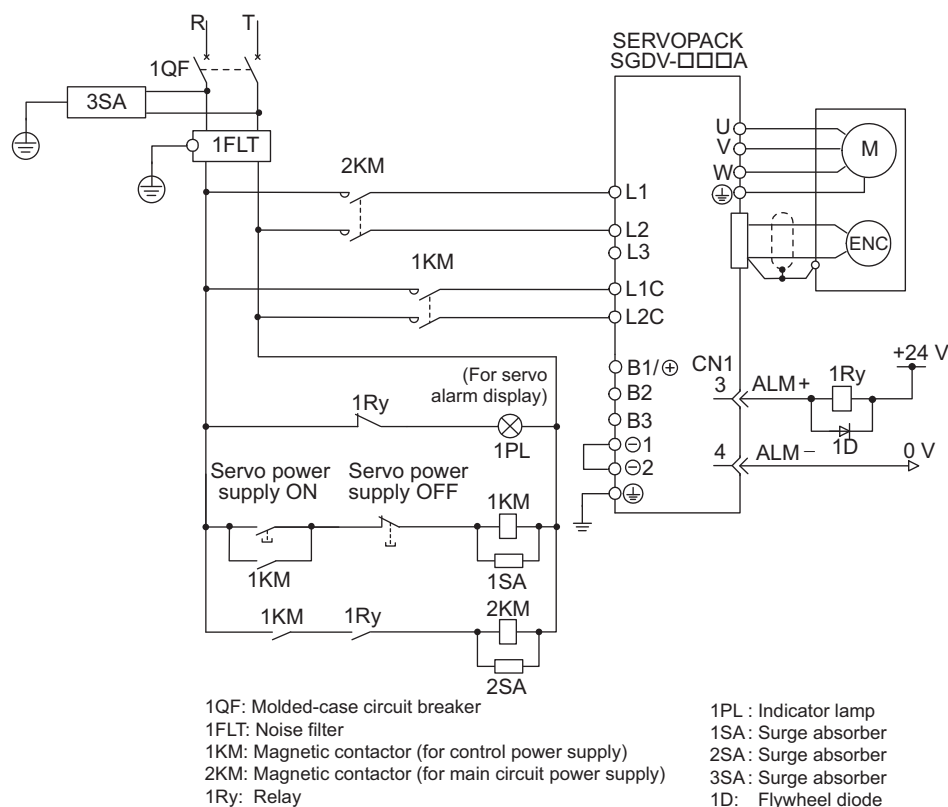 R T
SERVOPACK
SGDV-□□□A
1QF
3SA
1FLT
2KM
U
V
W
M
ENC
L1
L2
L3
1KM
L1C
L2C
B1/⊕
B2
B3
⊖1
⊖2
CN1
3 ALM+
1Ry
+24 V
1D
4 ALM−
0 V
(For servo
alarm display)
1Ry
1PL
Servo power
supply ON
Servo power
supply OFF
1KM
1KM
1SA
1KM
1Ry
2KM
2SA
1QF: Molded-case circuit breaker
1FLT: Noise filter
1KM: Magnetic contactor (for control power supply)
2KM: Magnetic contactor (for main circuit power supply)
1Ry: Relay
1PL : Indicator lamp
1SA : Surge absorber
2SA : Surge absorber
3SA : Surge absorber
1D: Flywheel diode